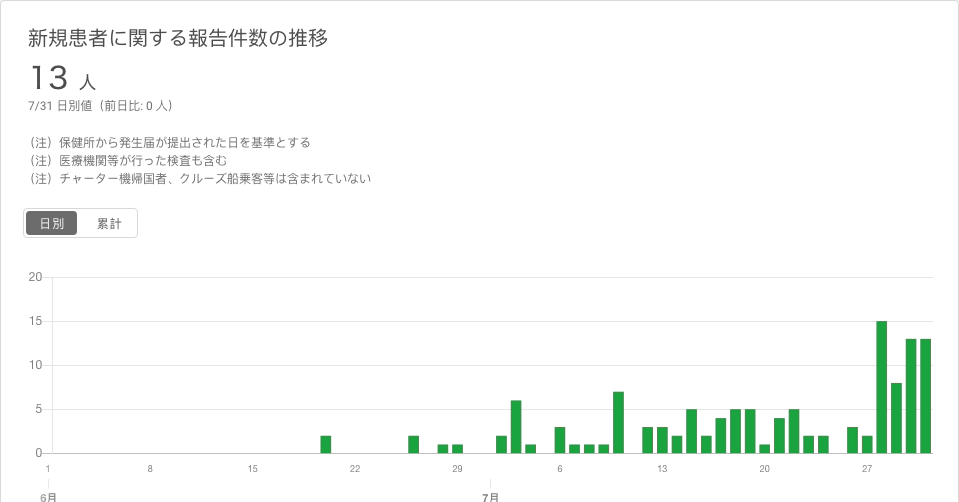 新規患者に関する報告件数の推移
13 人
7/31 日別値（前日比: 0 人）
（注）保健所から発生届が提出された日を基準とする
（注）医療機関等が行った検査も含む
（注）チャーター機帰国者、クルーズ船乗客等は含まれていない
日別 累計
20
15
10
5
0
1 8 15 22 29 6 13 20 27
6月 7月